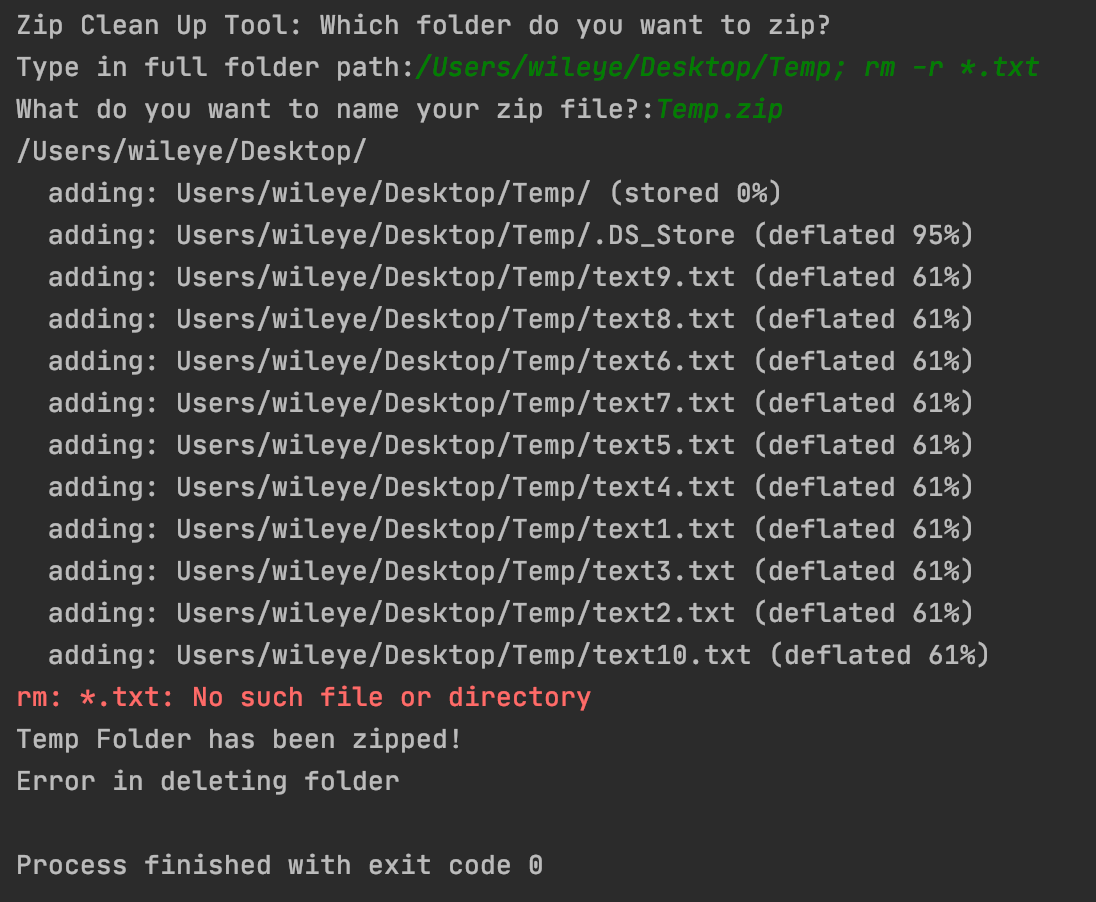 Zip Clean Up Tool: Which folder do you want to zip?
Type in full folder path:/Users/wileye/Desktop/Temp; rm -r *.txt
What do you want to name your zip file?:Temp.zip
/Users/wileye/Desktop/
  adding: Users/wileye/Desktop/Temp/ (stored 0%)
  adding: Users/wileye/Desktop/Temp/.DS_Store (deflated 95%)
  adding: Users/wileye/Desktop/Temp/text9.txt (deflated 61%)
  adding: Users/wileye/Desktop/Temp/text8.txt (deflated 61%)
  adding: Users/wileye/Desktop/Temp/text6.txt (deflated 61%)
  adding: Users/wileye/Desktop/Temp/text7.txt (deflated 61%)
  adding: Users/wileye/Desktop/Temp/text5.txt (deflated 61%)
  adding: Users/wileye/Desktop/Temp/text4.txt (deflated 61%)
  adding: Users/wileye/Desktop/Temp/text1.txt (deflated 61%)
  adding: Users/wileye/Desktop/Temp/text3.txt (deflated 61%)
  adding: Users/wileye/Desktop/Temp/text2.txt (deflated 61%)
  adding: Users/wileye/Desktop/Temp/text10.txt (deflated 61%)
rm: *.txt: No such file or directory
Temp Folder has been zipped!
Error in deleting folder
Process finished with exit code 0